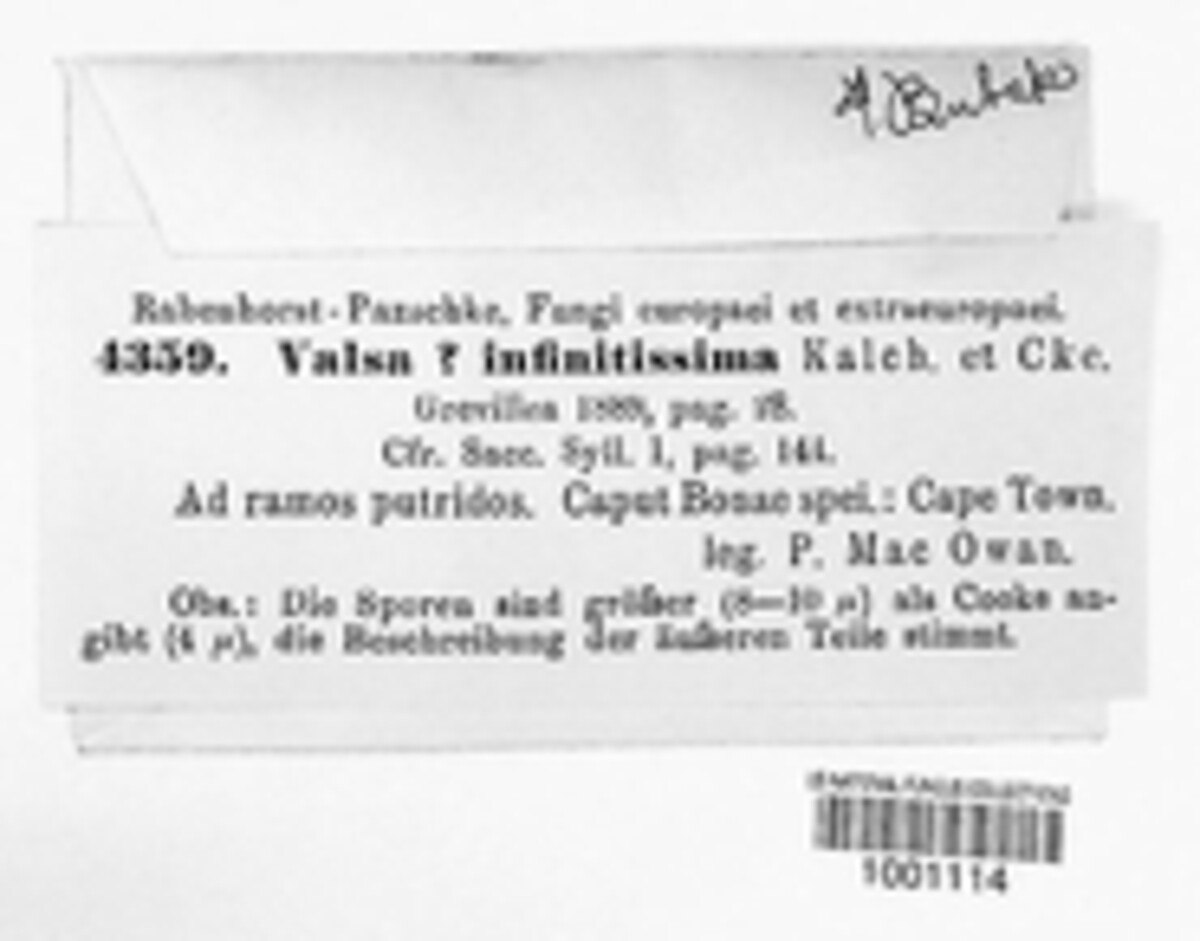 Rabenhorst-Pazschke, Fungi europaei et extraeuropaei.
4359. Valsa ? infinitissima Kalch. et Cke.
Grevillea pag.
Cfr. Sacc. Syll. I, pag. 144.
Ad ramos putridos. Caput Bonae spei.: Cape Town.
leg. P. Mac Owan.
Obs.: Die Sporen sind größer (8—10 µ) als Cooke an-
gibt (4 µ), die Beschreibung der äußeren Teile stimmt.
1001114